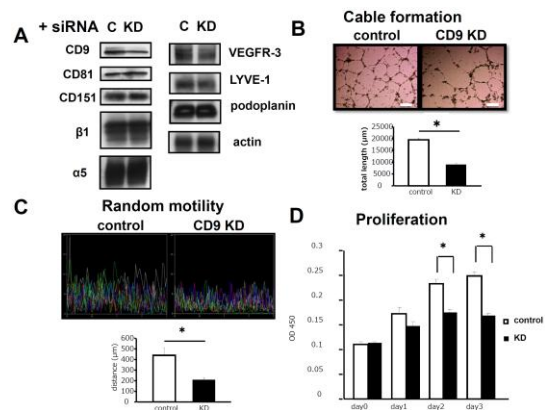 A
+ siRNA C KD C KD
CD9
CD81
CD151
β1
α5
VEGFR-3
LYVE-1
podoplanin
actin
B
Cable formation
control CD9 KD
*
total length (µm)
25000
20000
15000
10000
5000
0
control KD
C
Random motility
control CD9 KD
*
distance (µm)
600
500
400
300
200
100
0
control KD
D
Proliferation
* *
OD 450
0.3
0.25
0.2
0.15
0.1
0.05
0
day0 day1 day2 day3
control
KD